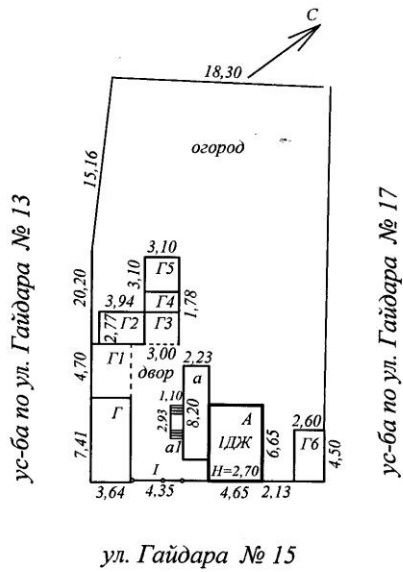 С
18,30
15,16
огород
ус-ба по ул. Гайдара № 13
ус-ба по ул. Гайдара № 17
20,20
3,10
3,10
Г5
3,94
Г4
1,78
2,77
Г2
Г3
Г1
3,00
2,23
4,70
двор
а
1,10
А
2,93
8,20
1ДЖ
6,65
2,60
Г
а1
Г6
4,50
7,41
I
Н=2,70
3,64
4,35
4,65
2,13
ул. Гайдара № 15